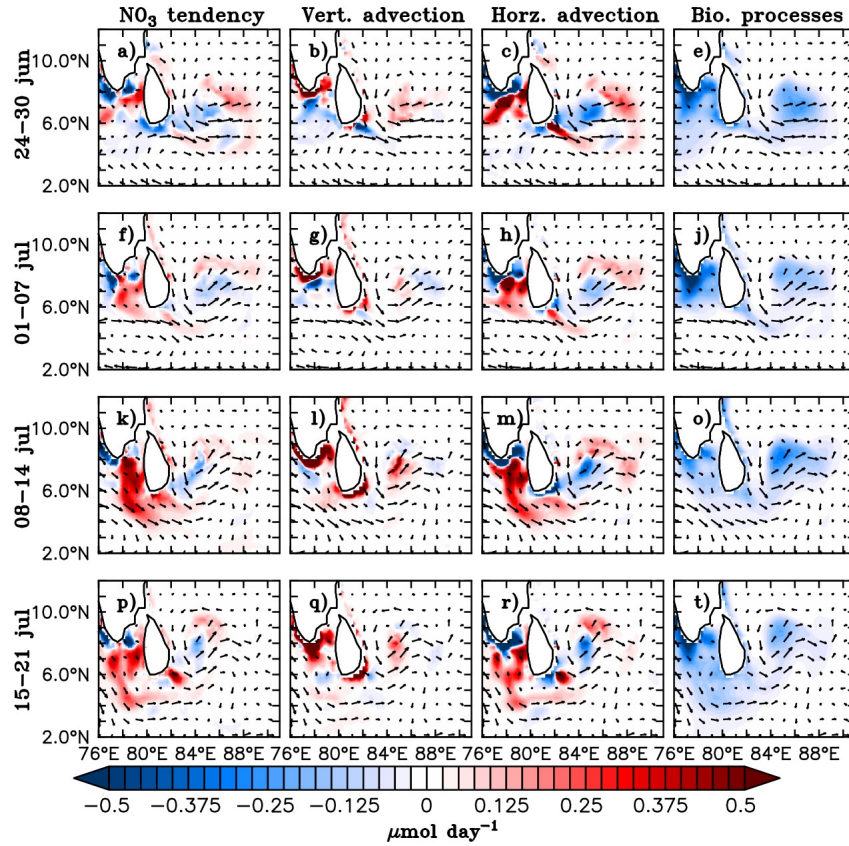 NO₃ tendency Vert. advection Horz. advection Bio. processes
24−30 jun
10.0°N
6.0°N
2.0°N
a) b) c) e)
01−07 jul
10.0°N
6.0°N
2.0°N
f) g) h) j)
08−14 jul
10.0°N
6.0°N
2.0°N
k) l) m) o)
15−21 jul
10.0°N
6.0°N
2.0°N
p) q) r) t)
76°E 80°E 84°E 88°E 76°E 80°E 84°E 88°E 76°E 80°E 84°E 88°E 76°E 80°E 84°E 88°E
−0.5 −0.375 −0.25 −0.125 0 0.125 0.25 0.375 0.5
μmol day⁻¹